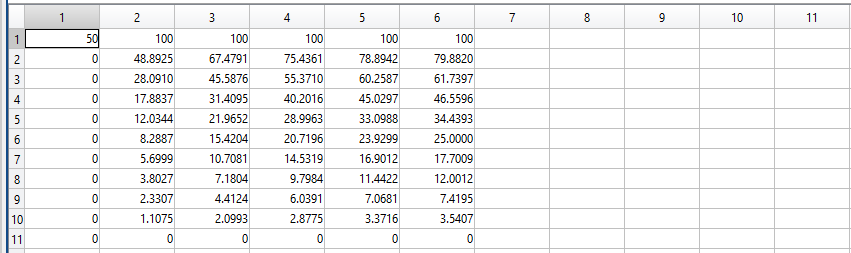 1 2 3 4 5 6 7 8 9 10 11
1 50 100 100 100 100 100
2 0 48.8925 67.4791 75.4361 78.8942 79.8820
3 0 28.0910 45.5876 55.3710 60.2587 61.7397
4 0 17.8837 31.4095 40.2016 45.0297 46.5596
5 0 12.0344 21.9652 28.9963 33.0988 34.4393
6 0 8.2887 15.4204 20.7196 23.9299 25.0000
7 0 5.6999 10.7081 14.5319 16.9012 17.7009
8 0 3.8027 7.1804 9.7984 11.4422 12.0012
9 0 2.3307 4.4124 6.0391 7.0681 7.4195
10 0 1.1075 2.0993 2.8775 3.3716 3.5407
11 0 0 0 0 0 0